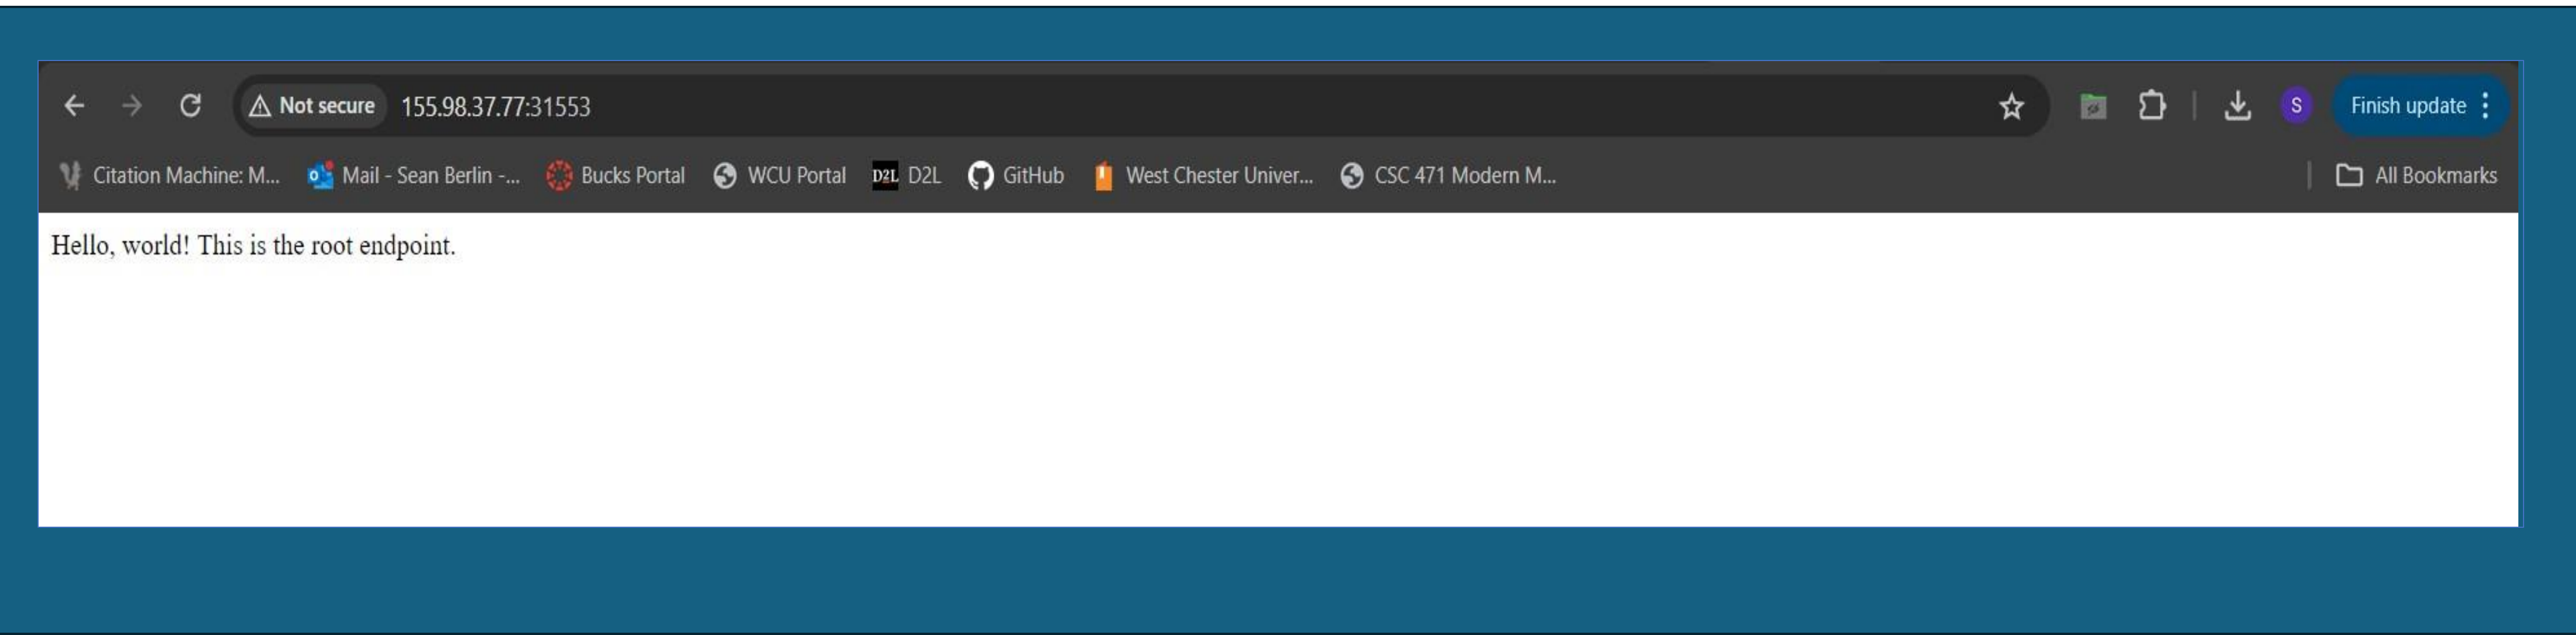 Not secure 155.98.37.77:31553 S Finish update
Citation Machine: M... Mail - Sean Berlin -... Bucks Portal WCU Portal D2L D2L GitHub West Chester Univer... CSC 471 Modern M... All Bookmarks
Hello, world! This is the root endpoint.